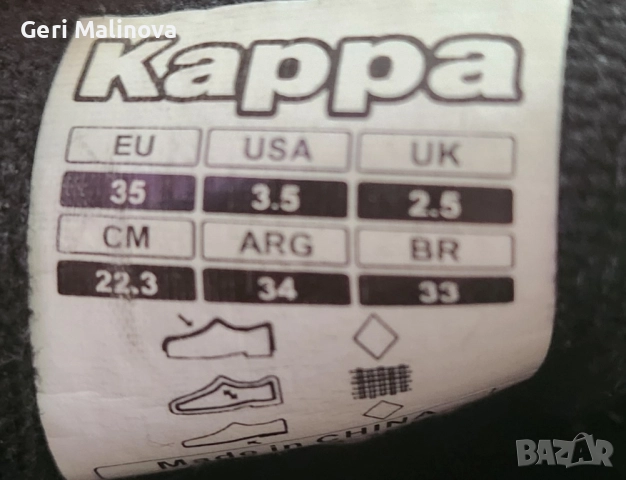 Geri Malinova
Kappa
EU USA UK
35 3.5 2.5
CM ARG BR
22.3 34 33
Made in CHINA
BAZAR